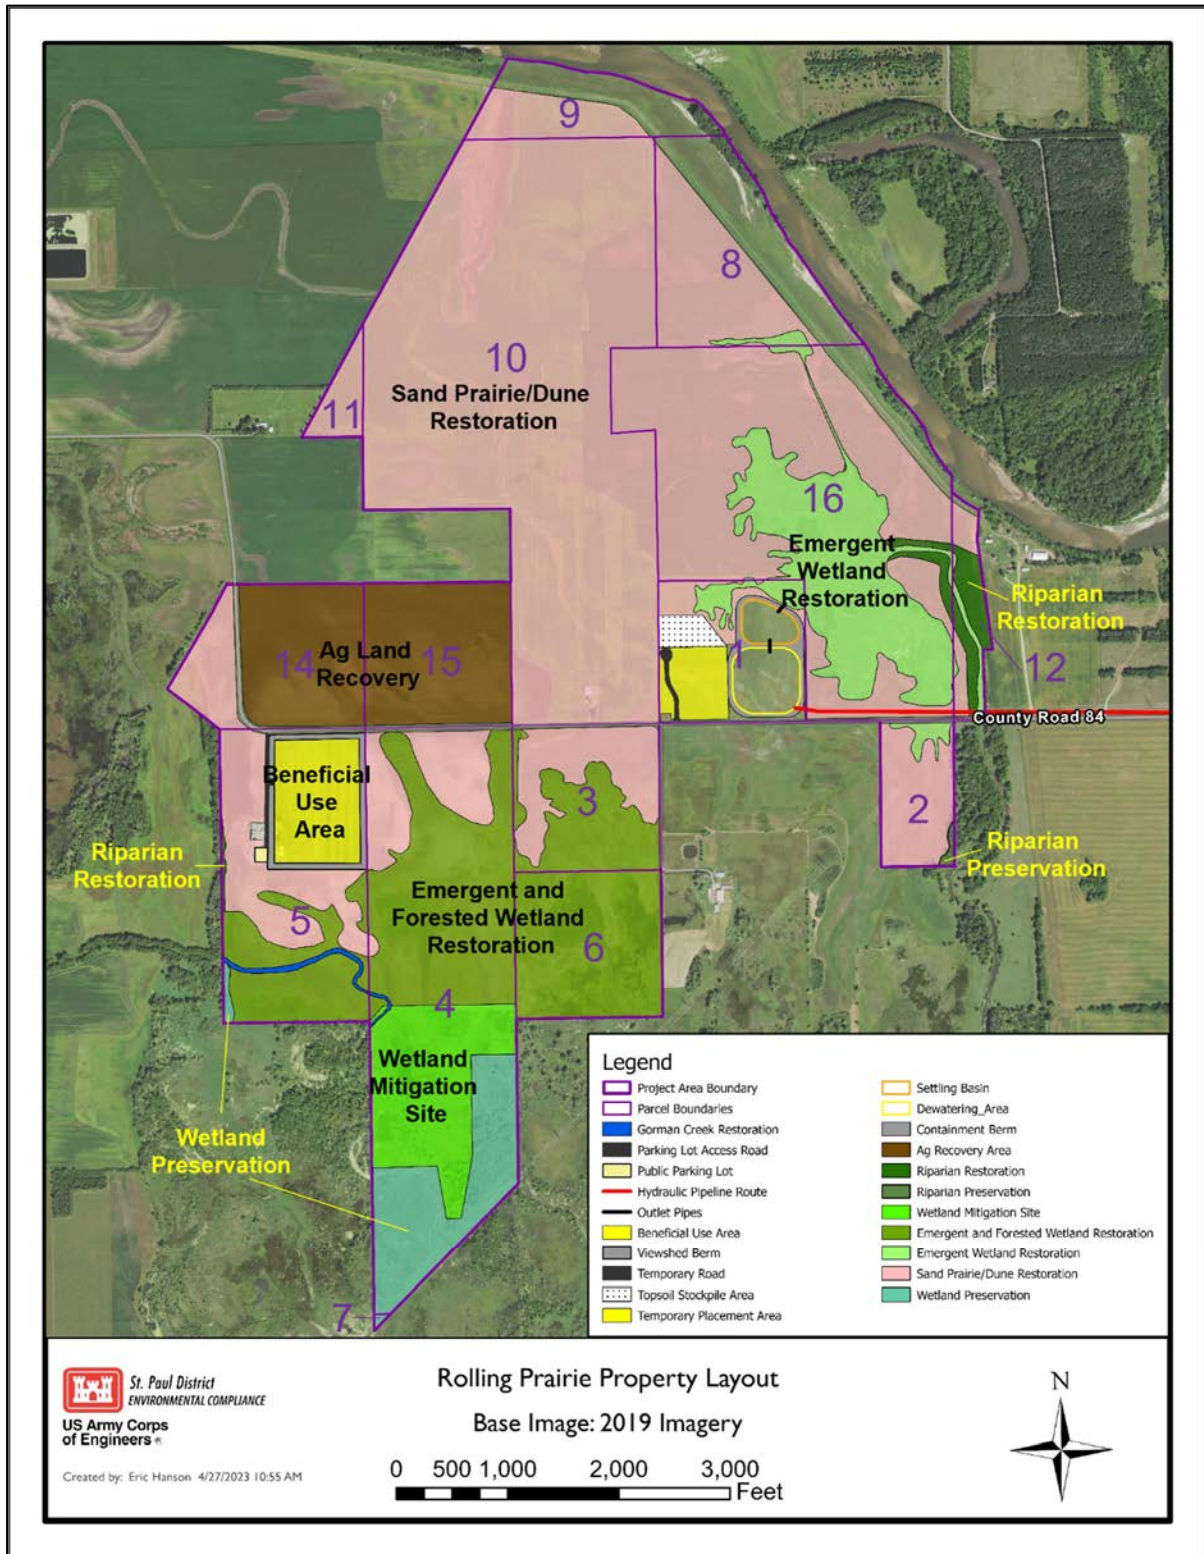 9
8
10
Sand Prairie/Dune
Restoration
11
16
Emergent
Wetland
Restoration
Riparian
Restoration
14
Ag Land
Recovery
15
1
12
County Road 84
Beneficial
Use
Area
3
2
Riparian
Preservation
Riparian
Restoration
5
Emergent and
Forested Wetland
Restoration
6
4
Wetland
Mitigation
Site
Wetland
Preservation
7
Legend
Project Area Boundary
Parcel Boundaries
Gorman Creek Restoration
Parking Lot Access Road
Public Parking Lot
Hydraulic Pipeline Route
Outlet Pipes
Beneficial Use Area
Viewshed Berm
Temporary Road
Topsoil Stockpile Area
Temporary Placement Area
Settling Basin
Dewatering_Area
Containment Berm
Ag Recovery Area
Riparian Restoration
Riparian Preservation
Wetland Mitigation Site
Emergent and Forested Wetland Restoration
Emergent Wetland Restoration
Sand Prairie/Dune Restoration
Wetland Preservation
St. Paul District
ENVIRONMENTAL COMPLIANCE
US Army Corps
of Engineers
Created by: Eric Hanson 4/27/2023 10:55 AM
Rolling Prairie Property Layout
Base Image: 2019 Imagery
0 500 1,000 2,000 3,000
Feet
N